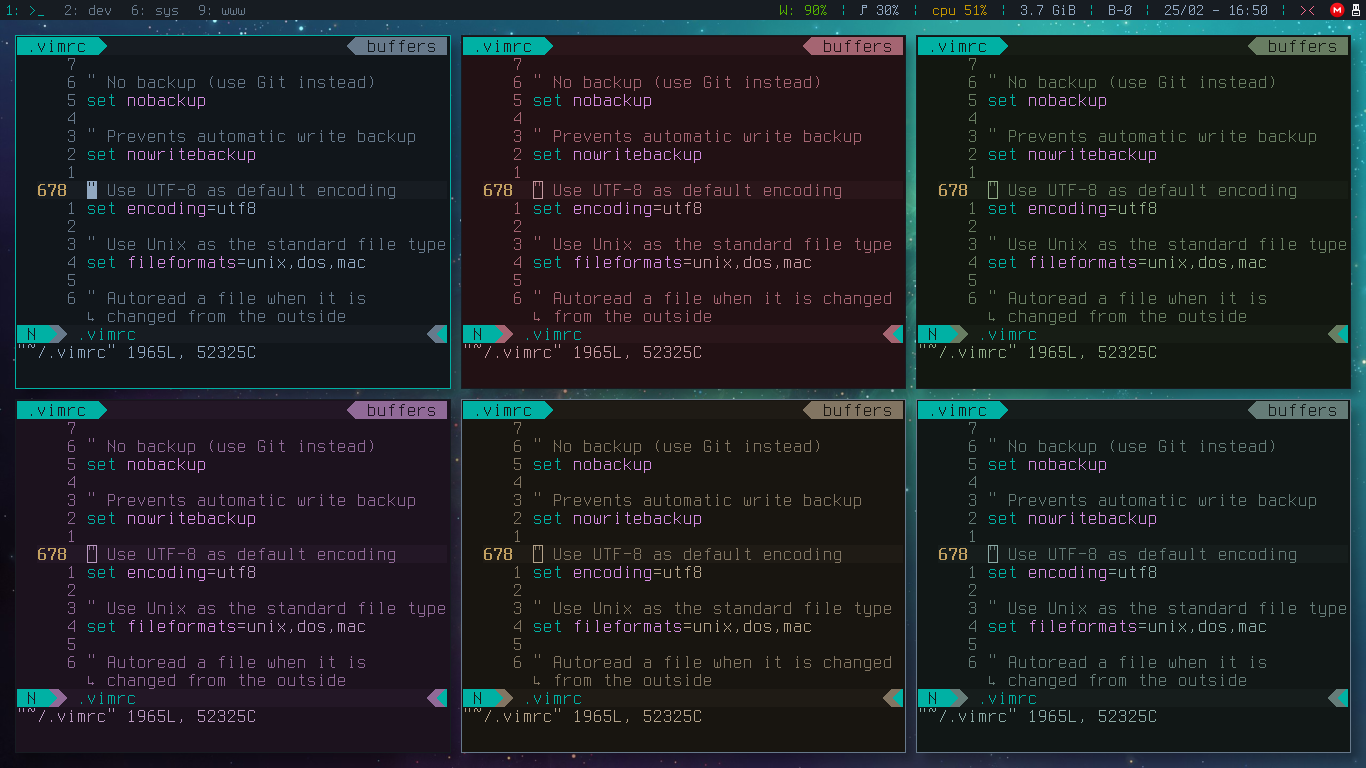 1: >_ 2: dev 6: sys 9: www W: 90% ¦ 30% ¦ cpu 51% ¦ 3.7 GiB ¦ B-0 ¦ 25/02 - 16:50 ¦ ><
.vimrc buffers
7
6 " No backup (use Git instead)
5 set nobackup
4
3 " Prevents automatic write backup
2 set nowritebackup
1
678 " Use UTF-8 as default encoding
1 set encoding=utf8
2
3 " Use Unix as the standard file type
4 set fileformats=unix,dos,mac
5
6 " Autoread a file when it is
↳ changed from the outside
N .vimrc
"~/.vimrc" 1965L, 52325C
.vimrc buffers
7
6 " No backup (use Git instead)
5 set nobackup
4
3 " Prevents automatic write backup
2 set nowritebackup
1
678 " Use UTF-8 as default encoding
1 set encoding=utf8
2
3 " Use Unix as the standard file type
4 set fileformats=unix,dos,mac
5
6 " Autoread a file when it is changed
↳ from the outside
N .vimrc
"~/.vimrc" 1965L, 52325C
.vimrc buffers
7
6 " No backup (use Git instead)
5 set nobackup
4
3 " Prevents automatic write backup
2 set nowritebackup
1
678 " Use UTF-8 as default encoding
1 set encoding=utf8
2
3 " Use Unix as the standard file type
4 set fileformats=unix,dos,mac
5
6 " Autoread a file when it is
↳ changed from the outside
N .vimrc
"~/.vimrc" 1965L, 52325C
.vimrc buffers
7
6 " No backup (use Git instead)
5 set nobackup
4
3 " Prevents automatic write backup
2 set nowritebackup
1
678 " Use UTF-8 as default encoding
1 set encoding=utf8
2
3 " Use Unix as the standard file type
4 set fileformats=unix,dos,mac
5
6 " Autoread a file when it is
↳ changed from the outside
N .vimrc
"~/.vimrc" 1965L, 52325C
.vimrc buffers
7
6 " No backup (use Git instead)
5 set nobackup
4
3 " Prevents automatic write backup
2 set nowritebackup
1
678 " Use UTF-8 as default encoding
1 set encoding=utf8
2
3 " Use Unix as the standard file type
4 set fileformats=unix,dos,mac
5
6 " Autoread a file when it is changed
↳ from the outside
N .vimrc
"~/.vimrc" 1965L, 52325C
.vimrc buffers
7
6 " No backup (use Git instead)
5 set nobackup
4
3 " Prevents automatic write backup
2 set nowritebackup
1
678 " Use UTF-8 as default encoding
1 set encoding=utf8
2
3 " Use Unix as the standard file type
4 set fileformats=unix,dos,mac
5
6 " Autoread a file when it is
↳ changed from the outside
N .vimrc
"~/.vimrc" 1965L, 52325C